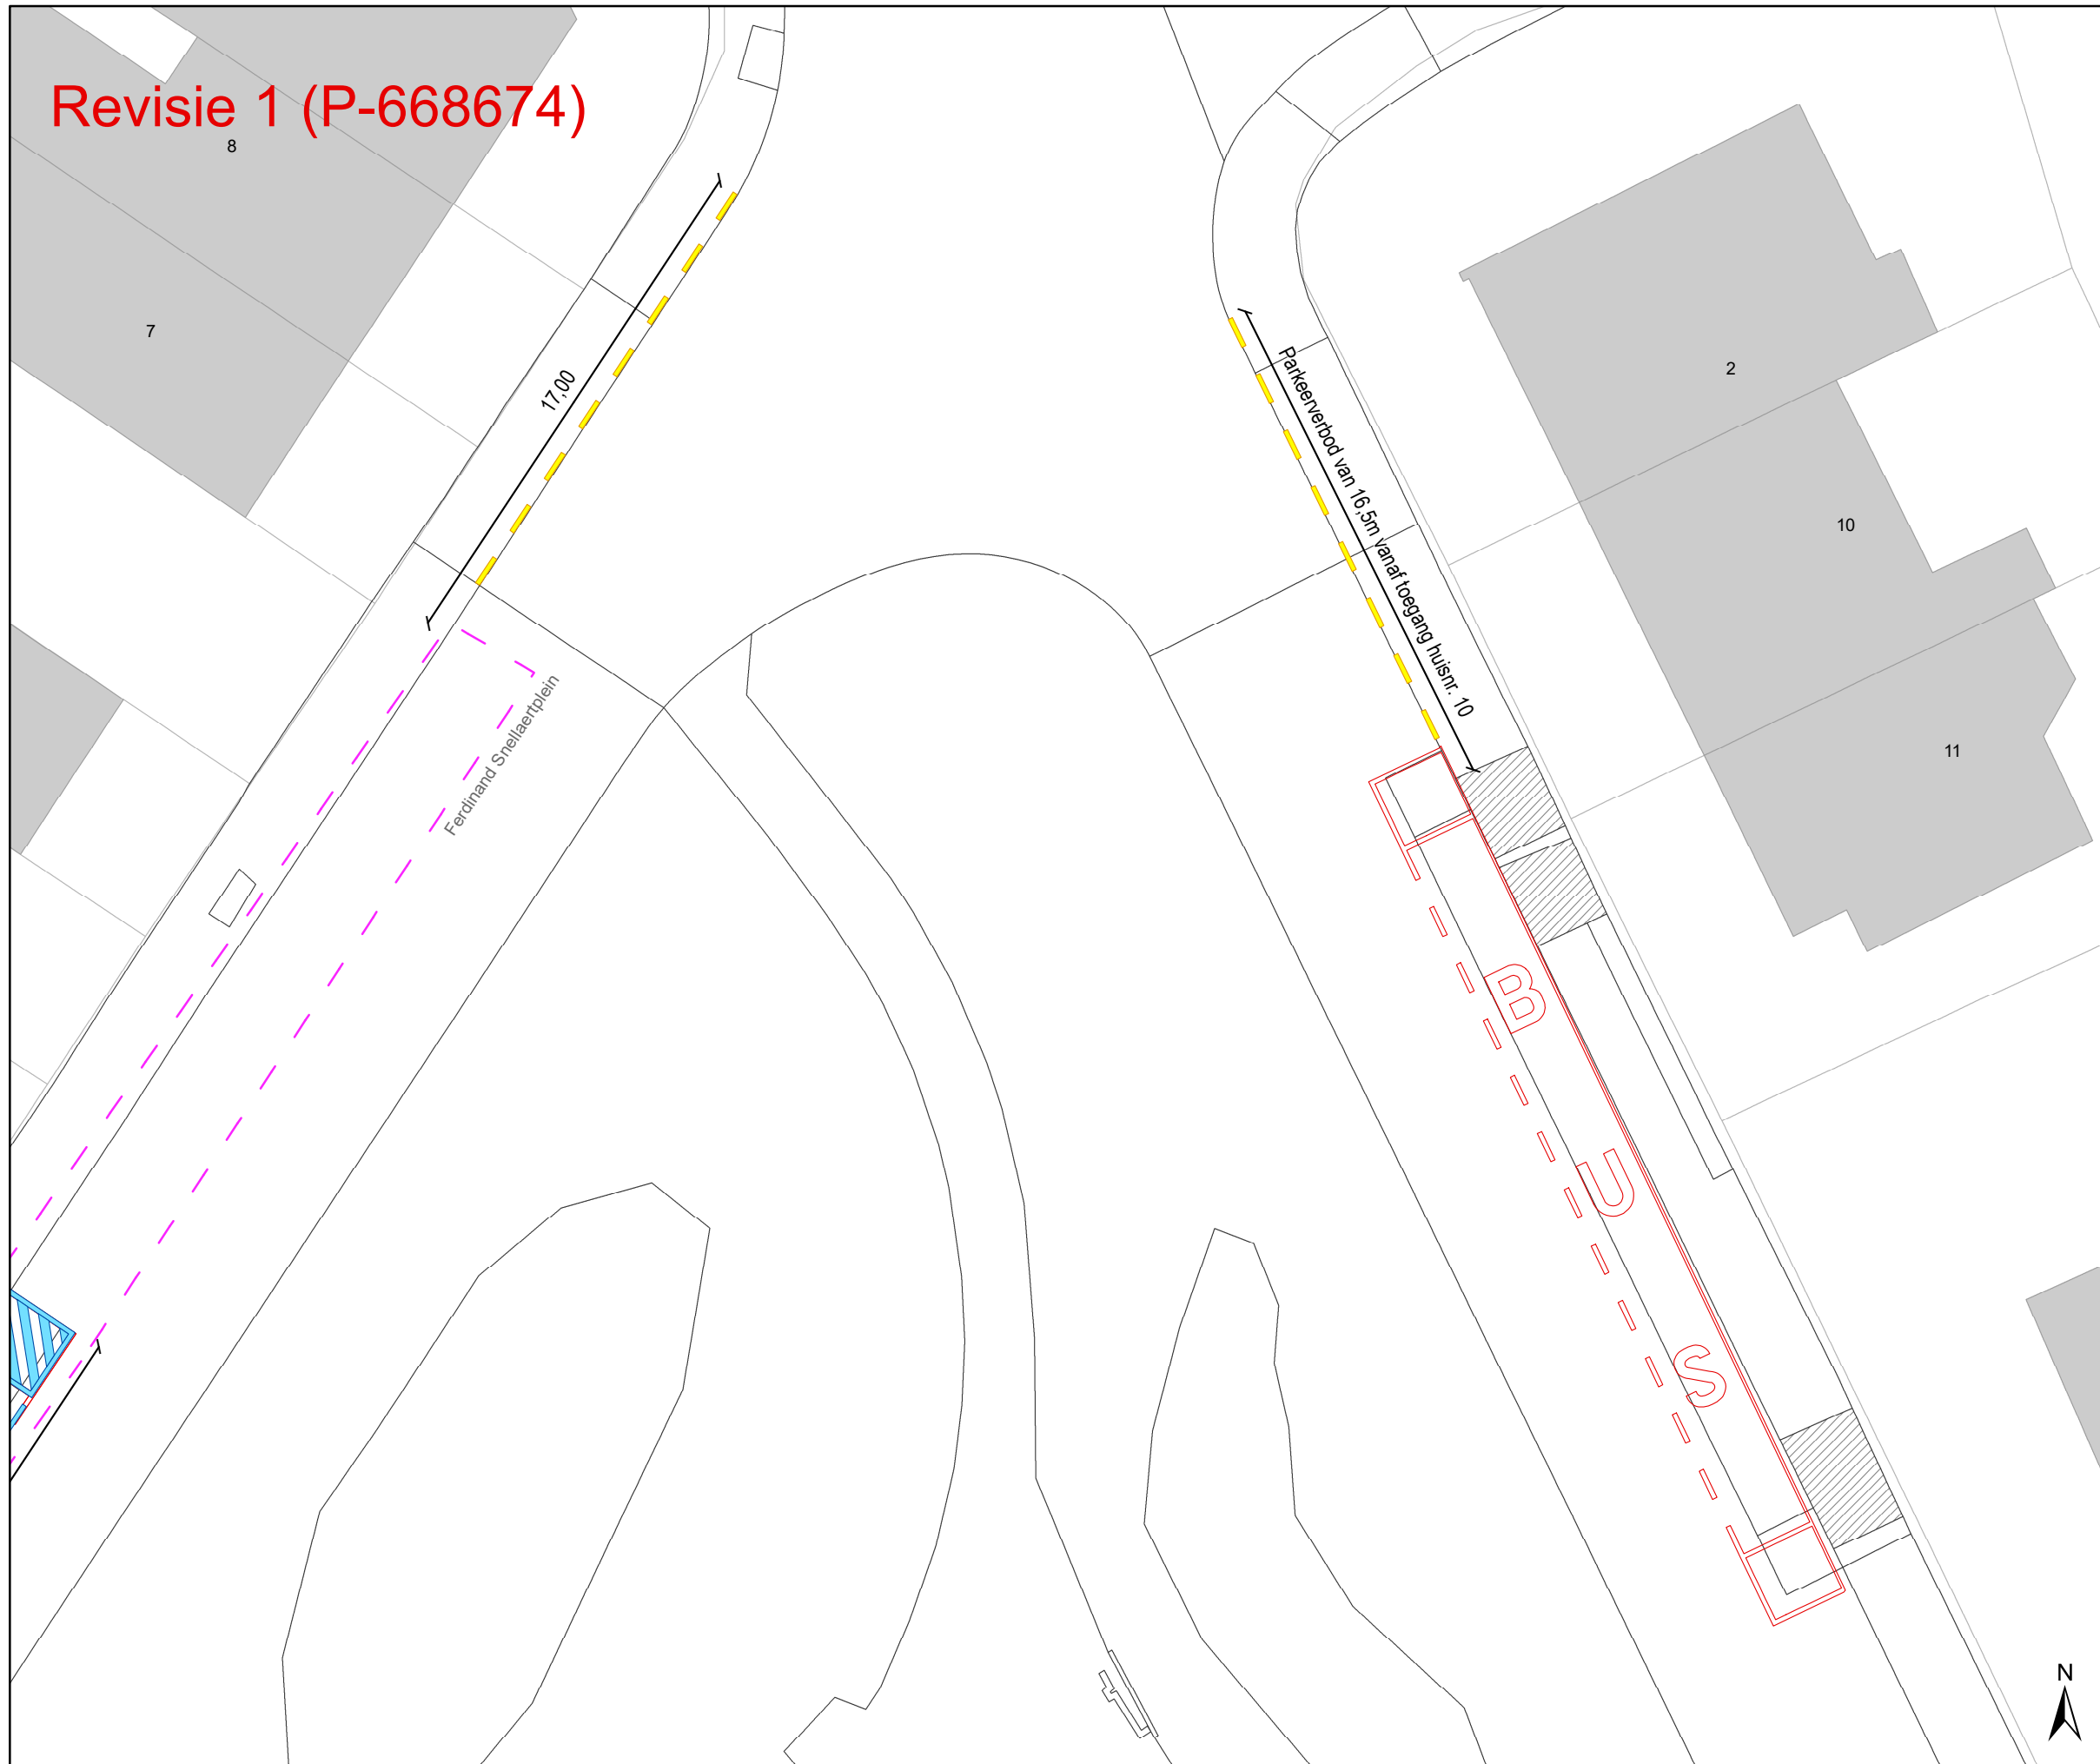 Revisie 1 (P-668674)
8
7
17,00
Parkeerverbod van 16,5m vanaf toegang huisnr. 10
2
10
11
Ferdinand Snellaertplein
B U S
N